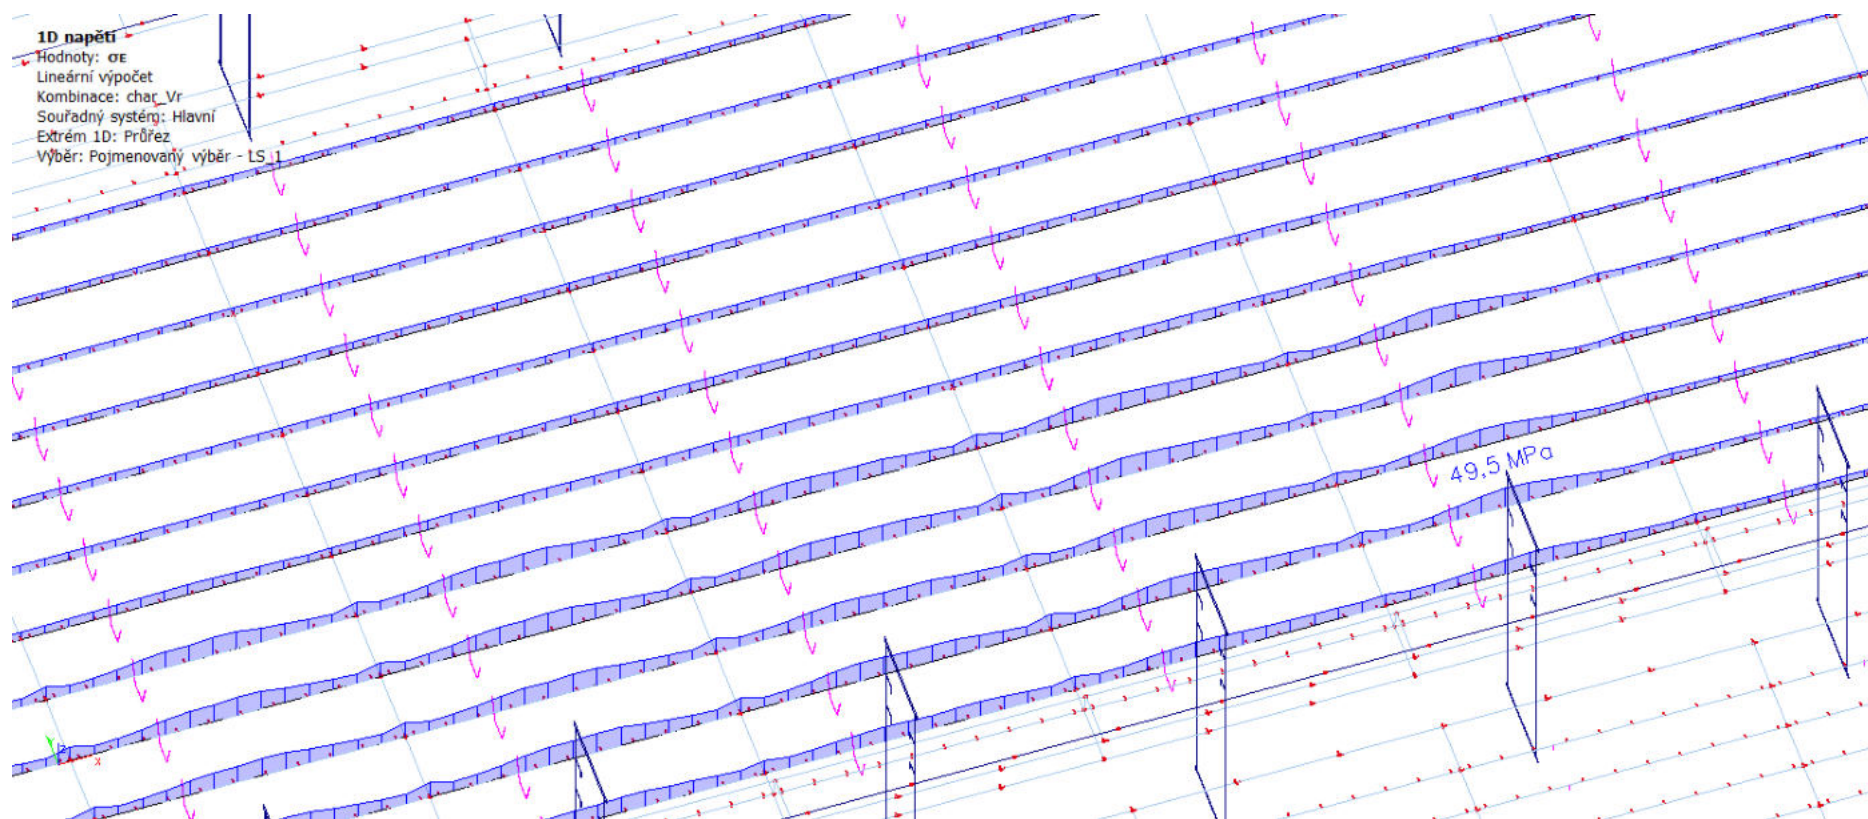 1D napětí
Hodnoty: σE
Lineární výpočet
Kombinace: char_Vr
Souřadný systém: Hlavní
Extrém 1D: Průřez
Výběr: Pojmenovaný výběr - LS_1
49,5 MPa
z
x